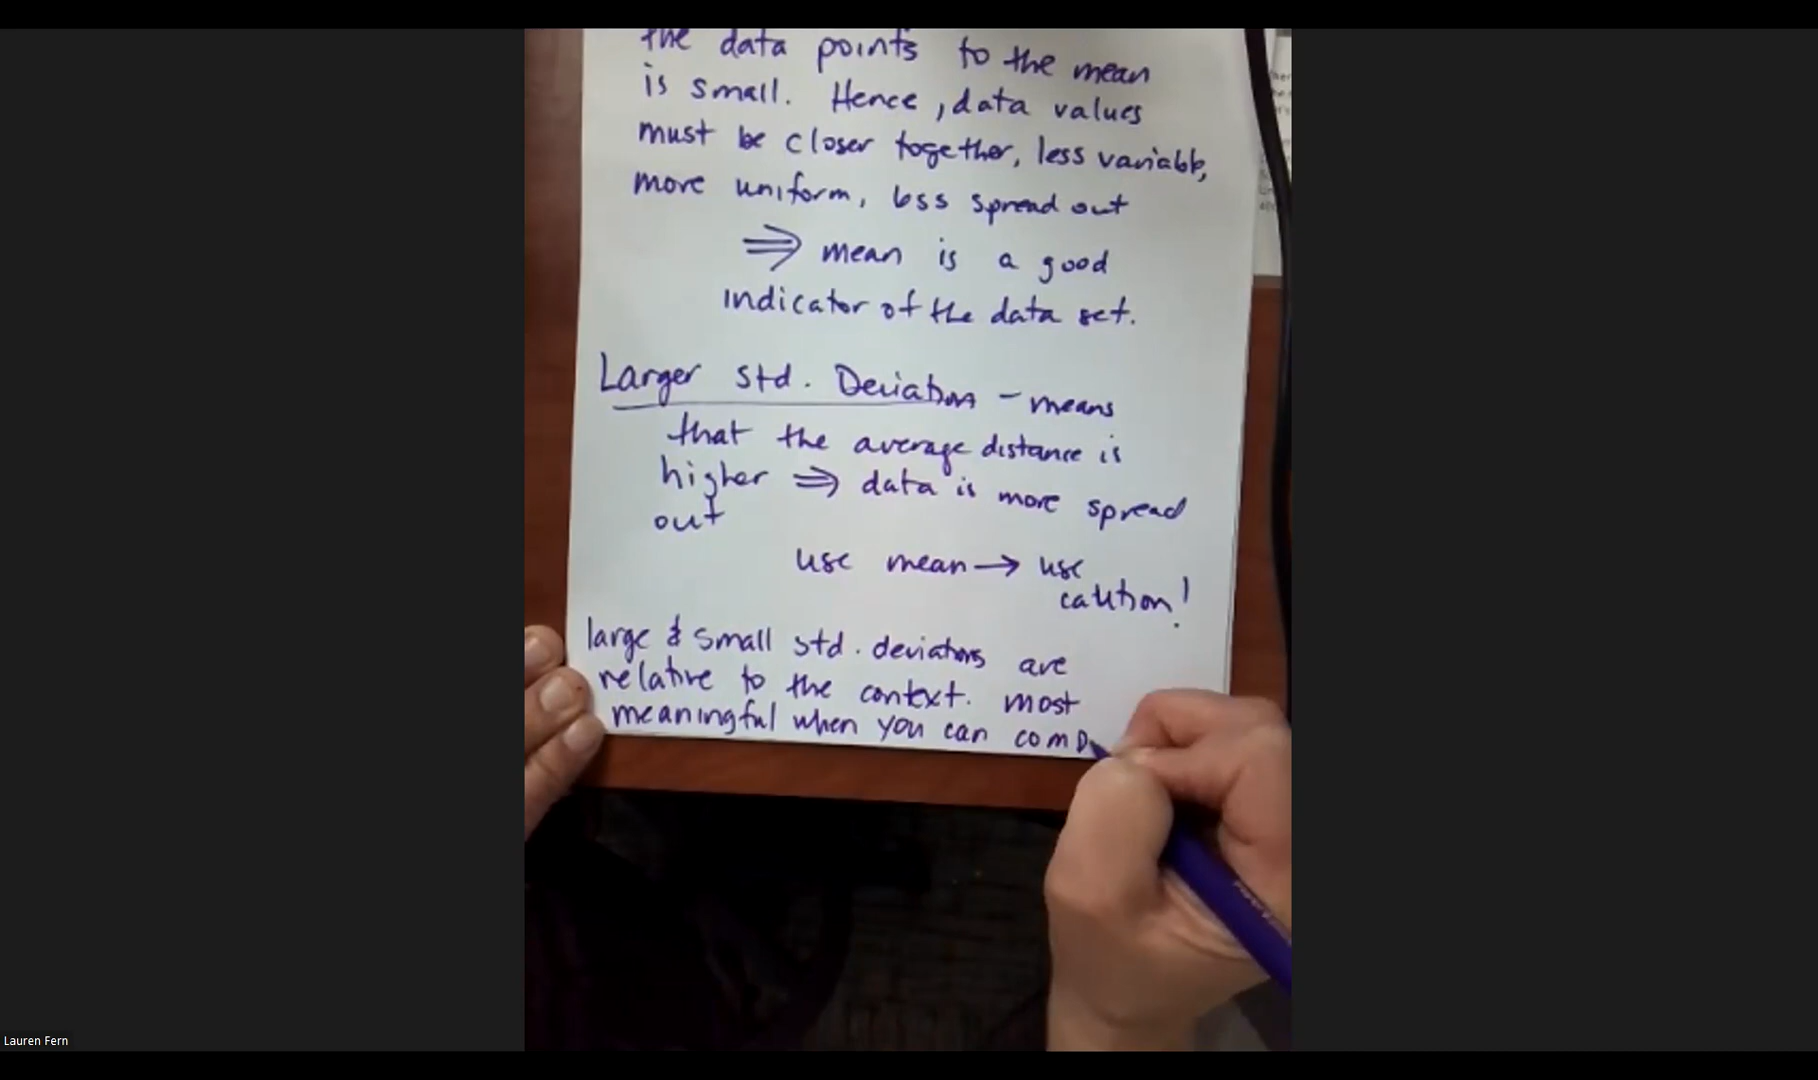 the data points to the mean
is small. Hence, data values
must be closer together, less variable,
more uniform, less spread out
⇒ mean is a good
indicator of the data set.
Larger std. Deviation - means
that the average distance is
higher ⇒ data is more spread
out
use mean → use
caution!
large & small std. deviations are
relative to the context. most
meaningful when you can comp
Lauren Fern